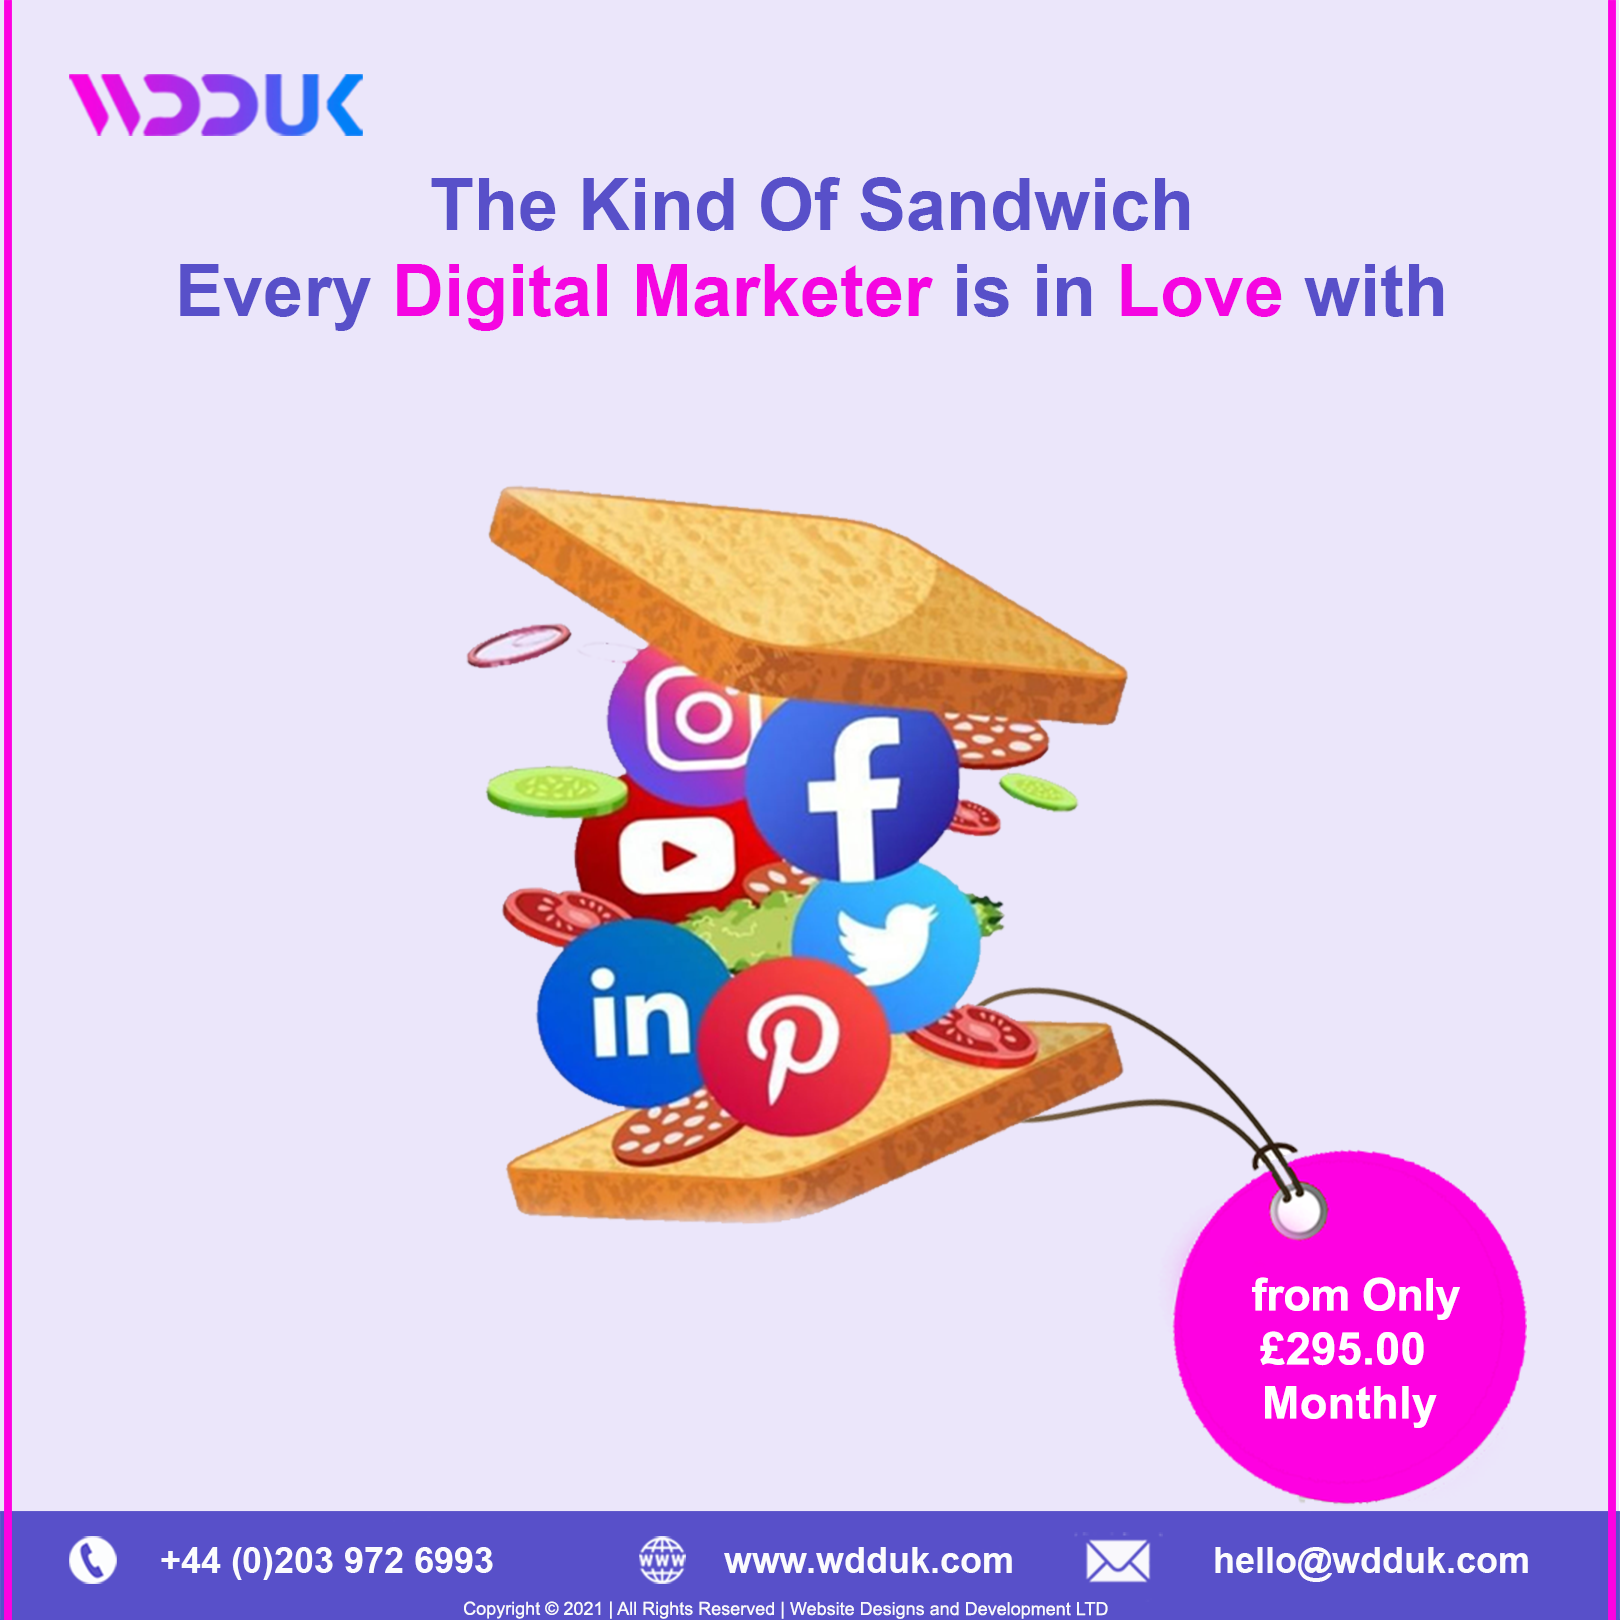 WDDUK
The Kind Of Sandwich
Every Digital Marketer is in Love with
f
in
from Only
£295.00
Monthly
+44 (0)203 972 6993
www
www.wdduk.com
hello@wdduk.com
Copyright © 2021 | All Rights Reserved | Website Designs and Development LTD